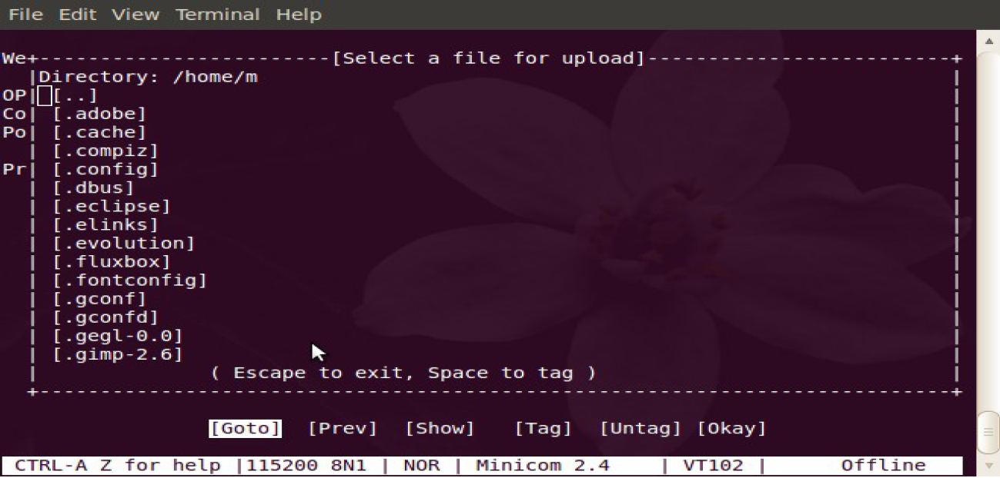 File Edit View Terminal Help
We+------------------------[Select a file for upload]-------------------------+
|Directory: /home/m |
OP| [..] |
Co| [.adobe] |
Po| [.cache] |
| [.compiz] |
Pr| [.config] |
| [.dbus] |
| [.eclipse] |
| [.elinks] |
| [.evolution] |
| [.fluxbox] |
| [.fontconfig] |
| [.gconf] |
| [.gconfd] |
| [.gegl-0.0] |
| [.gimp-2.6] |
| ( Escape to exit, Space to tag ) |
+---------------------------------------------------------------------------+
[Goto] [Prev] [Show] [Tag] [Untag] [Okay]
CTRL-A Z for help |115200 8N1 | NOR | Minicom 2.4 | VT102 | Offline